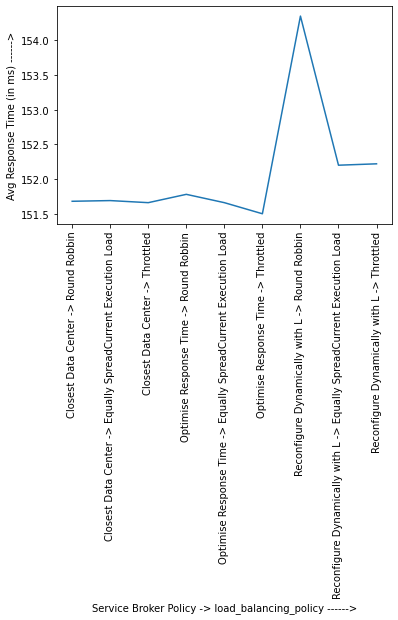 Avg Response Time (in ms) ------>
154.0
153.5
153.0
152.5
152.0
151.5
Closest Data Center -> Round Robbin
Closest Data Center -> Equally SpreadCurrent Execution Load
Closest Data Center -> Throttled
Optimise Response Time -> Round Robbin
Optimise Response Time -> Equally SpreadCurrent Execution Load
Optimise Response Time -> Throttled
Reconfigure Dynamically with L -> Round Robbin
Reconfigure Dynamically with L -> Equally SpreadCurrent Execution Load
Reconfigure Dynamically with L -> Throttled
Service Broker Policy -> load_balancing_policy ------>